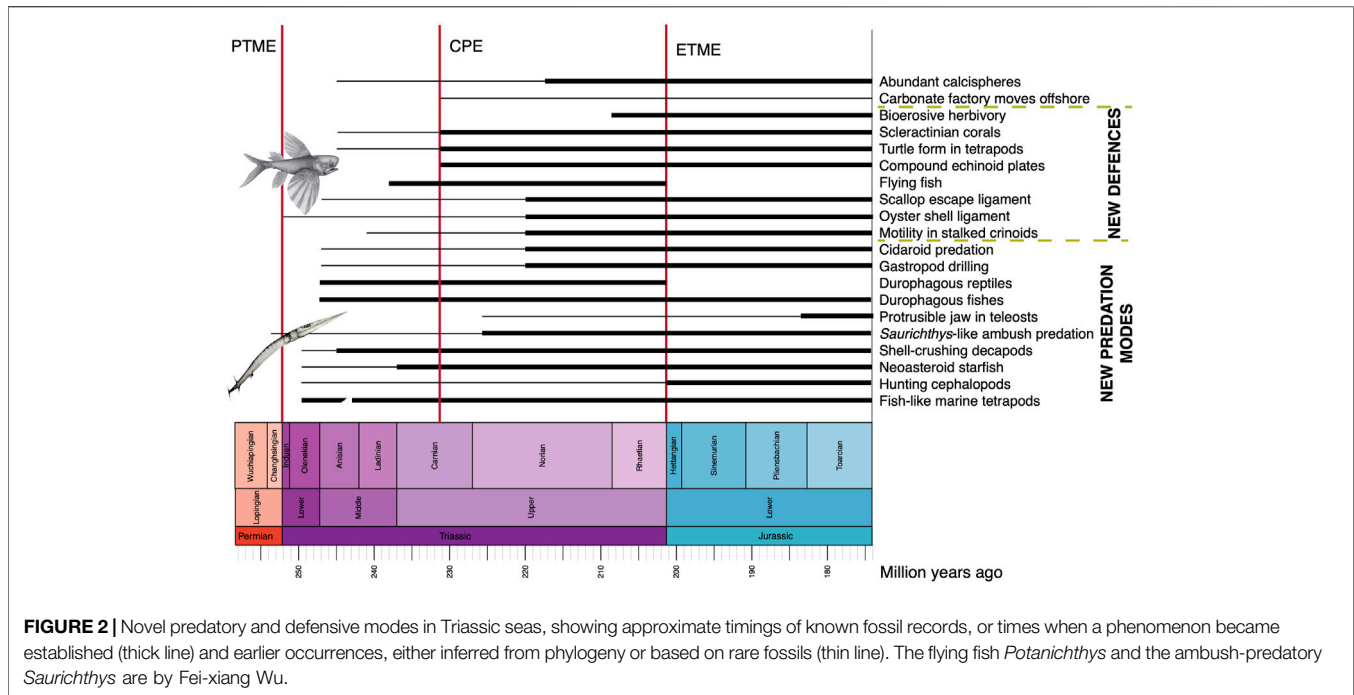 PTME
CPE
ETME
Abundant calcispheres
Carbonate factory moves offshore
Bioerosive herbivory
Scleractinian corals
Turtle form in tetrapods
Compound echinoid plates
Flying fish
Scallop escape ligament
Oyster shell ligament
Motility in stalked crinoids
Cidaroid predation
Gastropod drilling
Durophagous reptiles
Durophagous fishes
Protrusible jaw in teleosts
Saurichthys-like ambush predation
Shell-crushing decapods
Neoasteroid starfish
Hunting cephalopods
Fish-like marine tetrapods
NEW DEFENCES
NEW PREDATION
MODES
Wuchiapingian
Changhsingian
Induan
Olenekian
Anisian
Ladinian
Carnian
Norian
Rhaetian
Hettangian
Sinemurian
Pliensbachian
Toarcian
Lopingian
Lower
Middle
Upper
Lower
Permian
Triassic
Jurassic
250
240
230
220
210
200
190
180
Million years ago
FIGURE 2 | Novel predatory and defensive modes in Triassic seas, showing approximate timings of known fossil records, or times when a phenomenon became
established (thick line) and earlier occurrences, either inferred from phylogeny or based on rare fossils (thin line). The flying fish Potanichthys and the ambush-predatory
Saurichthys are by Fei-xiang Wu.